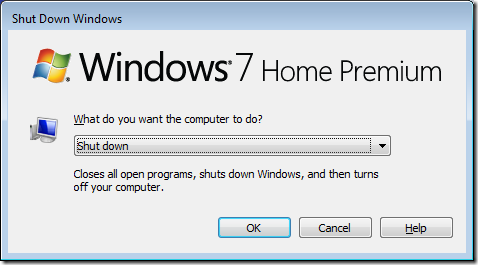 Shut Down Windows
Windows® 7 Home Premium
What do you want the computer to do?
Shut down
Closes all open programs, shuts down Windows, and then turns
off your computer.
OK Cancel Help